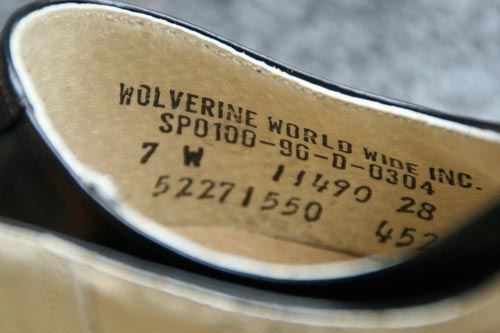 WOLVERINE WORLD WIDE INC.
SP0100-96-D-0304
7 W 11490 28
52271550 452